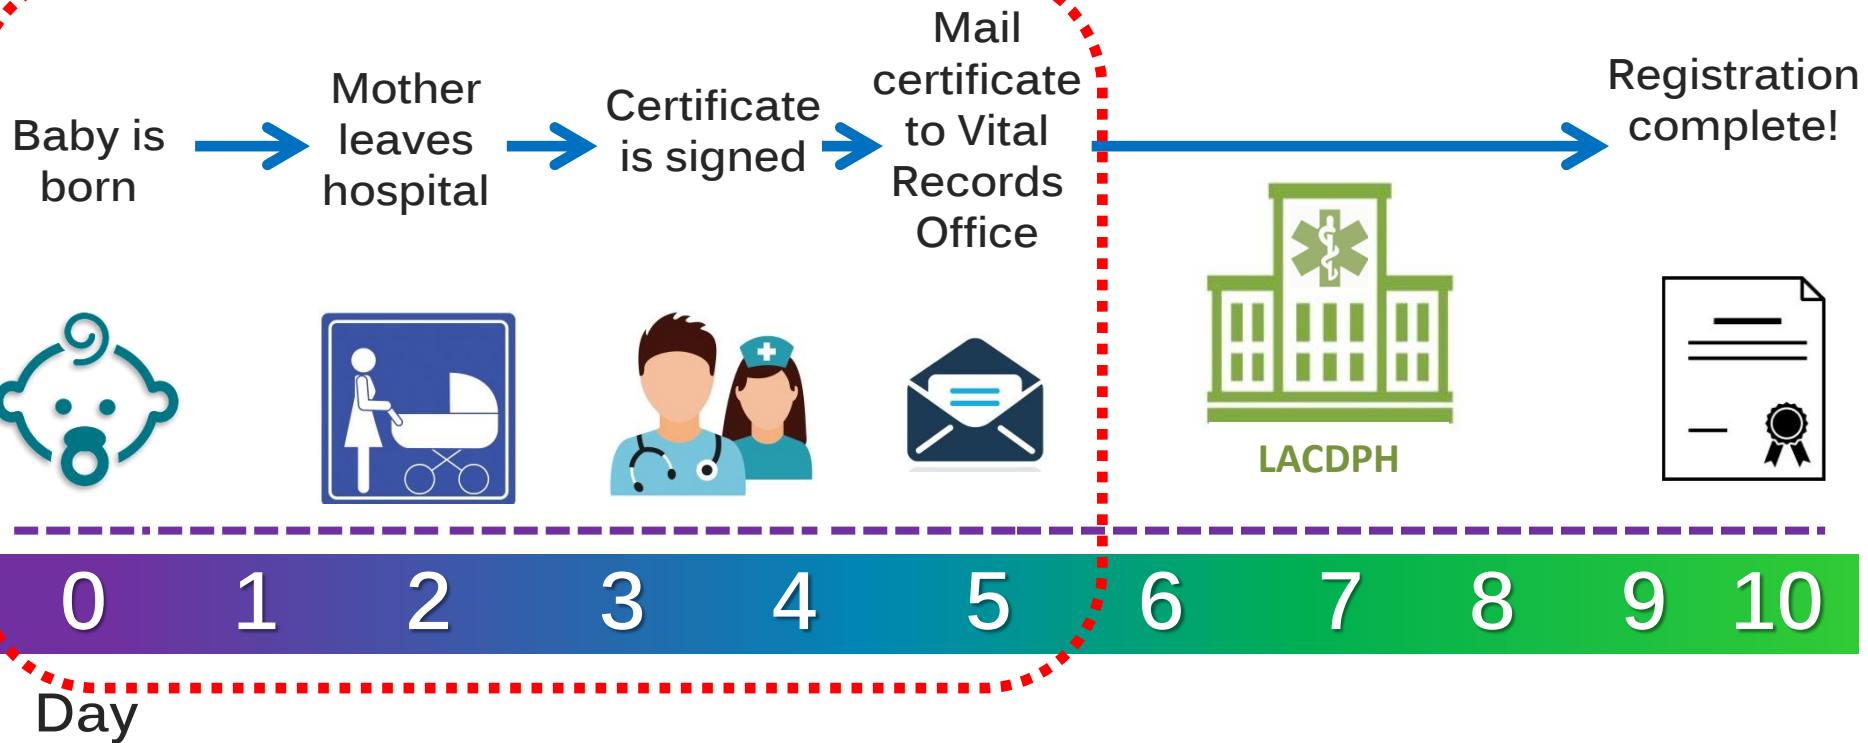 Baby is
born
Mother
leaves
hospital
Certificate
is signed
Mail
certificate
to Vital
Records
Office
Registration
complete!
LACDPH
0 1 2 3 4 5 6 7 8 9 10
Day